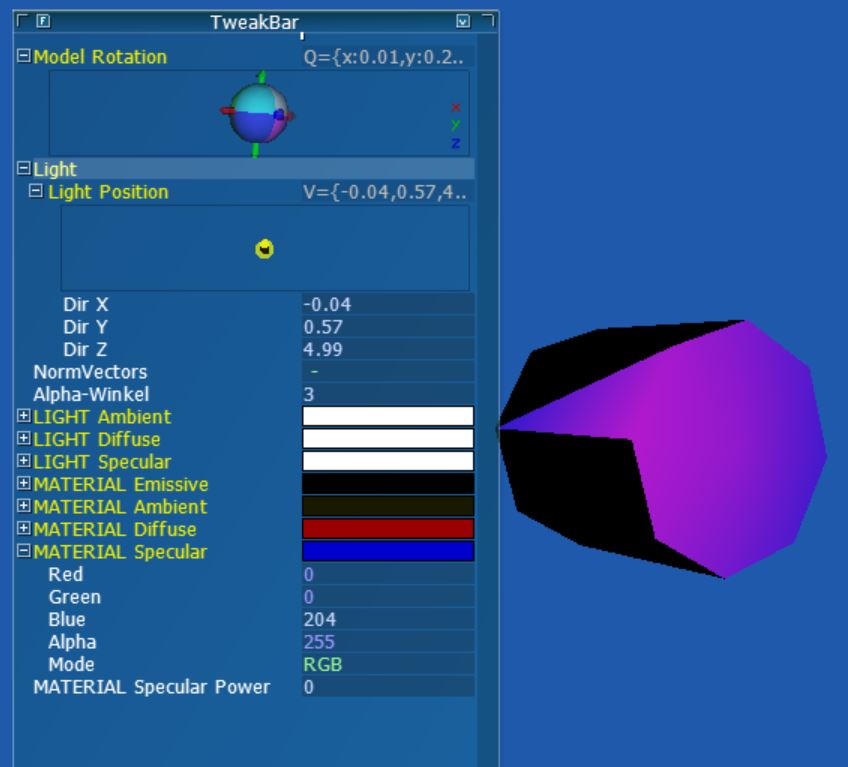 F TweakBar v
Model Rotation Q={x:0.01,y:0.2..
x
y
z
Light
Light Position V={-0.04,0.57,4..
Dir X -0.04
Dir Y 0.57
Dir Z 4.99
NormVectors -
Alpha-Winkel 3
LIGHT Ambient
LIGHT Diffuse
LIGHT Specular
MATERIAL Emissive
MATERIAL Ambient
MATERIAL Diffuse
MATERIAL Specular
Red 0
Green 0
Blue 204
Alpha 255
Mode RGB
MATERIAL Specular Power 0